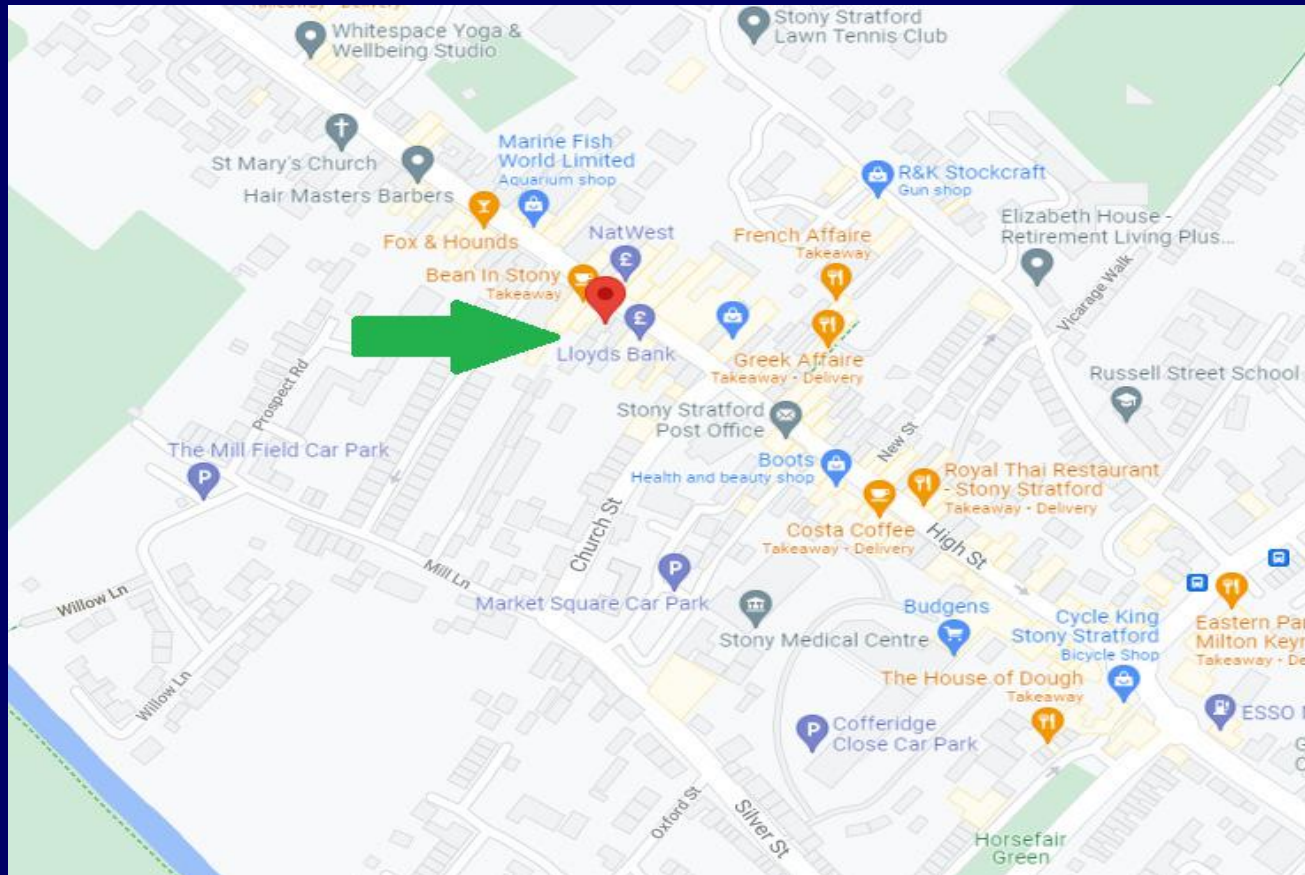 Takeaway · Delivery
Whitespace Yoga &
Wellbeing Studio
Stony Stratford
Lawn Tennis Club
St Mary's Church
Hair Masters Barbers
Marine Fish
World Limited
Aquarium shop
R&K Stockcraft
Gun shop
Fox & Hounds
NatWest
French Affaire
Takeaway
Elizabeth House -
Retirement Living Plus...
Bean In Stony
Takeaway
Vicarage Walk
Lloyds Bank
Greek Affaire
Takeaway · Delivery
Russell Street School
Prospect Rd
Stony Stratford
Post Office
New St
The Mill Field Car Park
Boots
Health and beauty shop
Royal Thai Restaurant
- Stony Stratford
Takeaway · Delivery
Church St
Costa Coffee
Takeaway · Delivery
High St
Mill Ln
Willow Ln
Market Square Car Park
Stony Medical Centre
Budgens
Cycle King
Stony Stratford
Bicycle Shop
Eastern
Milton
Takeaway
Willow Ln
The House of Dough
Takeaway
Cofferidge
Close Car Park
ESSO
Oxford St
Silver St
Horsefair
Green